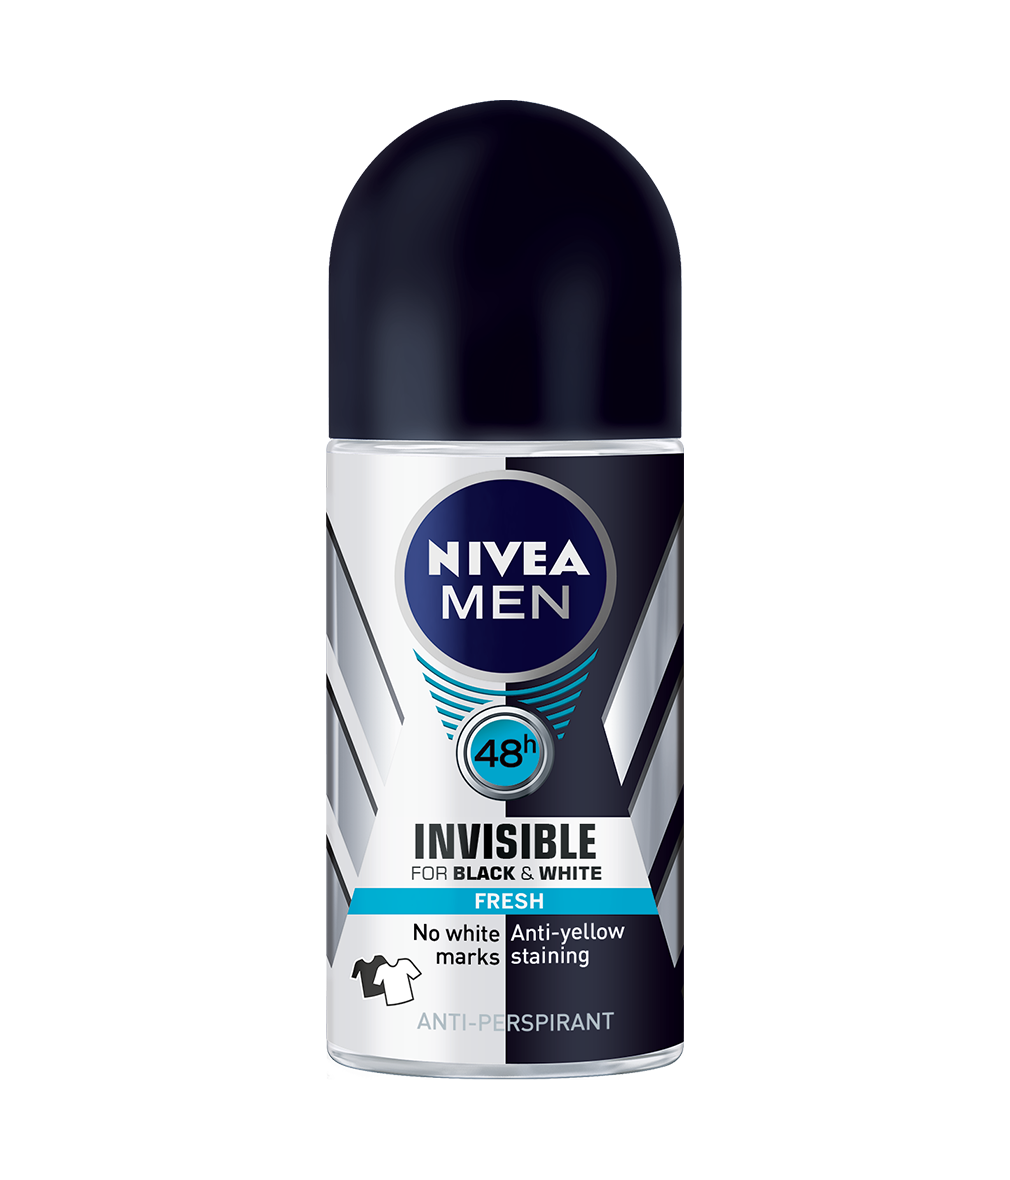 NIVEA
MEN
48h
INVISIBLE
FOR BLACK & WHITE
FRESH
No white
marks
Anti-yellow
staining
ANTI-PERSPIRANT